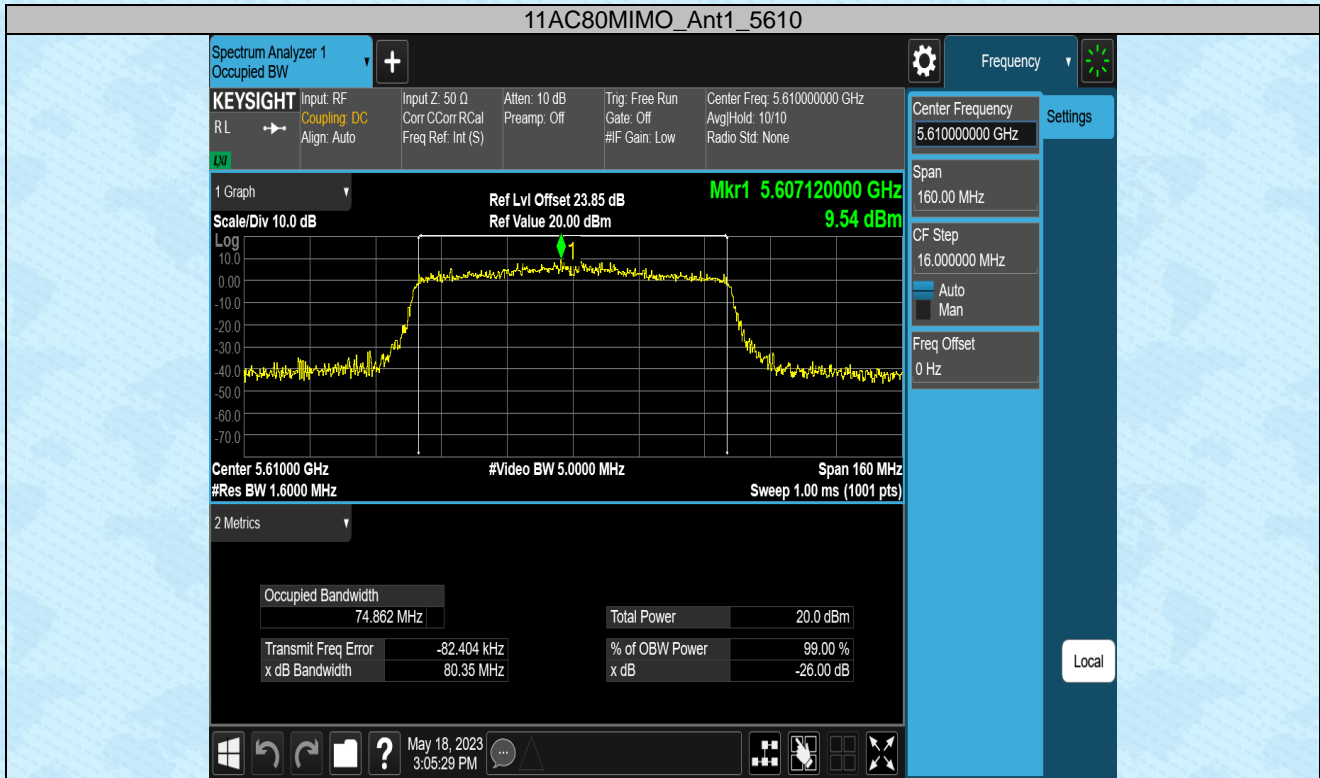 11AC80MIMO_Ant1_5610
Spectrum Analyzer 1
Occupied BW
Frequency
KEYSIGHT
RL
LXI
Input: RF
Coupling: DC
Align: Auto
Input Z: 50 Ω
Corr CCorr RCal
Freq Ref: Int (S)
Atten: 10 dB
Preamp: Off
Trig: Free Run
Gate: Off
#IF Gain: Low
Center Freq: 5.610000000 GHz
Avg|Hold: 10/10
Radio Std: None
Center Frequency
5.610000000 GHz
Settings
Span
160.00 MHz
CF Step
16.000000 MHz
Auto
Man
Freq Offset
0 Hz
1 Graph
Scale/Div 10.0 dB
Ref Lvl Offset 23.85 dB
Ref Value 20.00 dBm
Mkr1 5.607120000 GHz
9.54 dBm
Log
10.0
0.00
-10.0
-20.0
-30.0
-40.0
-50.0
-60.0
-70.0
1
Center 5.61000 GHz
#Video BW 5.0000 MHz
Span 160 MHz
#Res BW 1.6000 MHz
Sweep 1.00 ms (1001 pts)
2 Metrics
Occupied Bandwidth
74.862 MHz
Total Power 20.0 dBm
Transmit Freq Error -82.404 kHz
% of OBW Power 99.00 %
x dB Bandwidth 80.35 MHz
x dB -26.00 dB
Local
?
May 18, 2023
3:05:29 PM